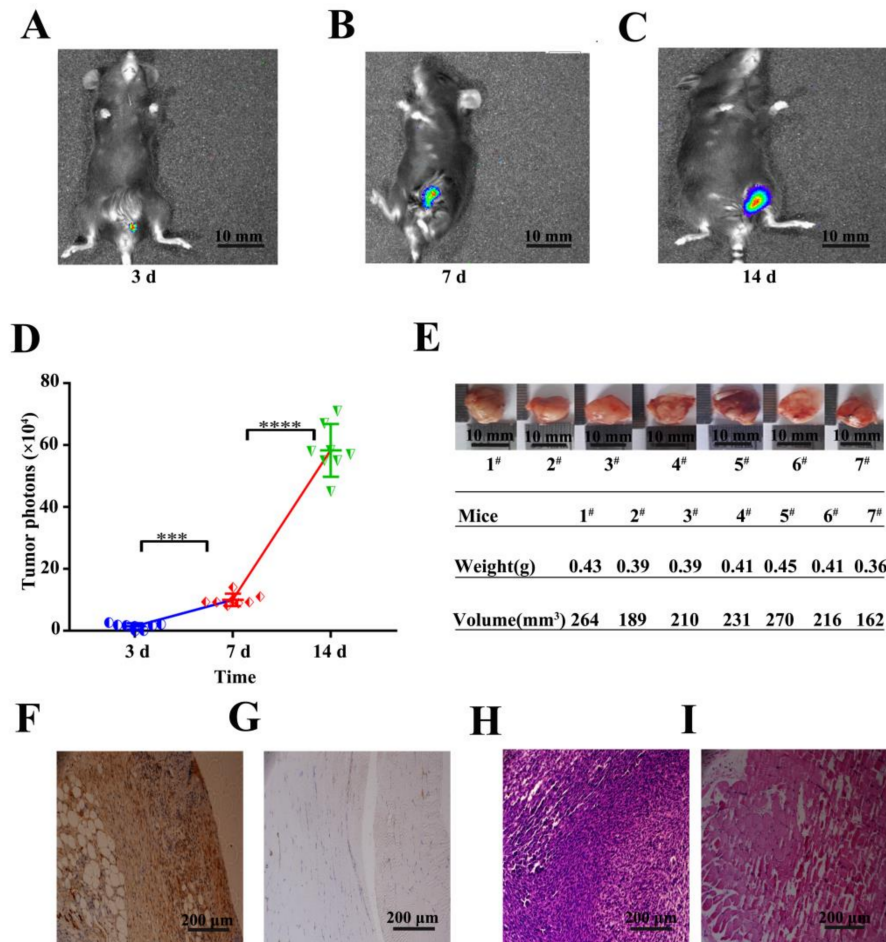 A
B
C
10 mm
10 mm
10 mm
3 d
7 d
14 d
D
E
Tumor photons (×10⁴)
80
60
40
20
0
***
****
3 d
7 d
14 d
Time
10 mm 10 mm 10 mm 10 mm 10 mm 10 mm 10 mm
1# 2# 3# 4# 5# 6# 7#
Mice 1# 2# 3# 4# 5# 6# 7#
Weight(g) 0.43 0.39 0.39 0.41 0.45 0.41 0.36
Volume(mm³) 264 189 210 231 270 216 162
F
G
H
I
200 μm
200 μm
200 μm
200 μm